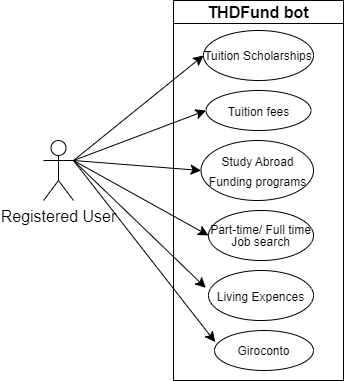 THDFund bot
Tuition Scholarships
Tuition fees
Study Abroad
Funding programs
Registered User
Part-time/ Full time
Job search
Living Expences
Giroconto